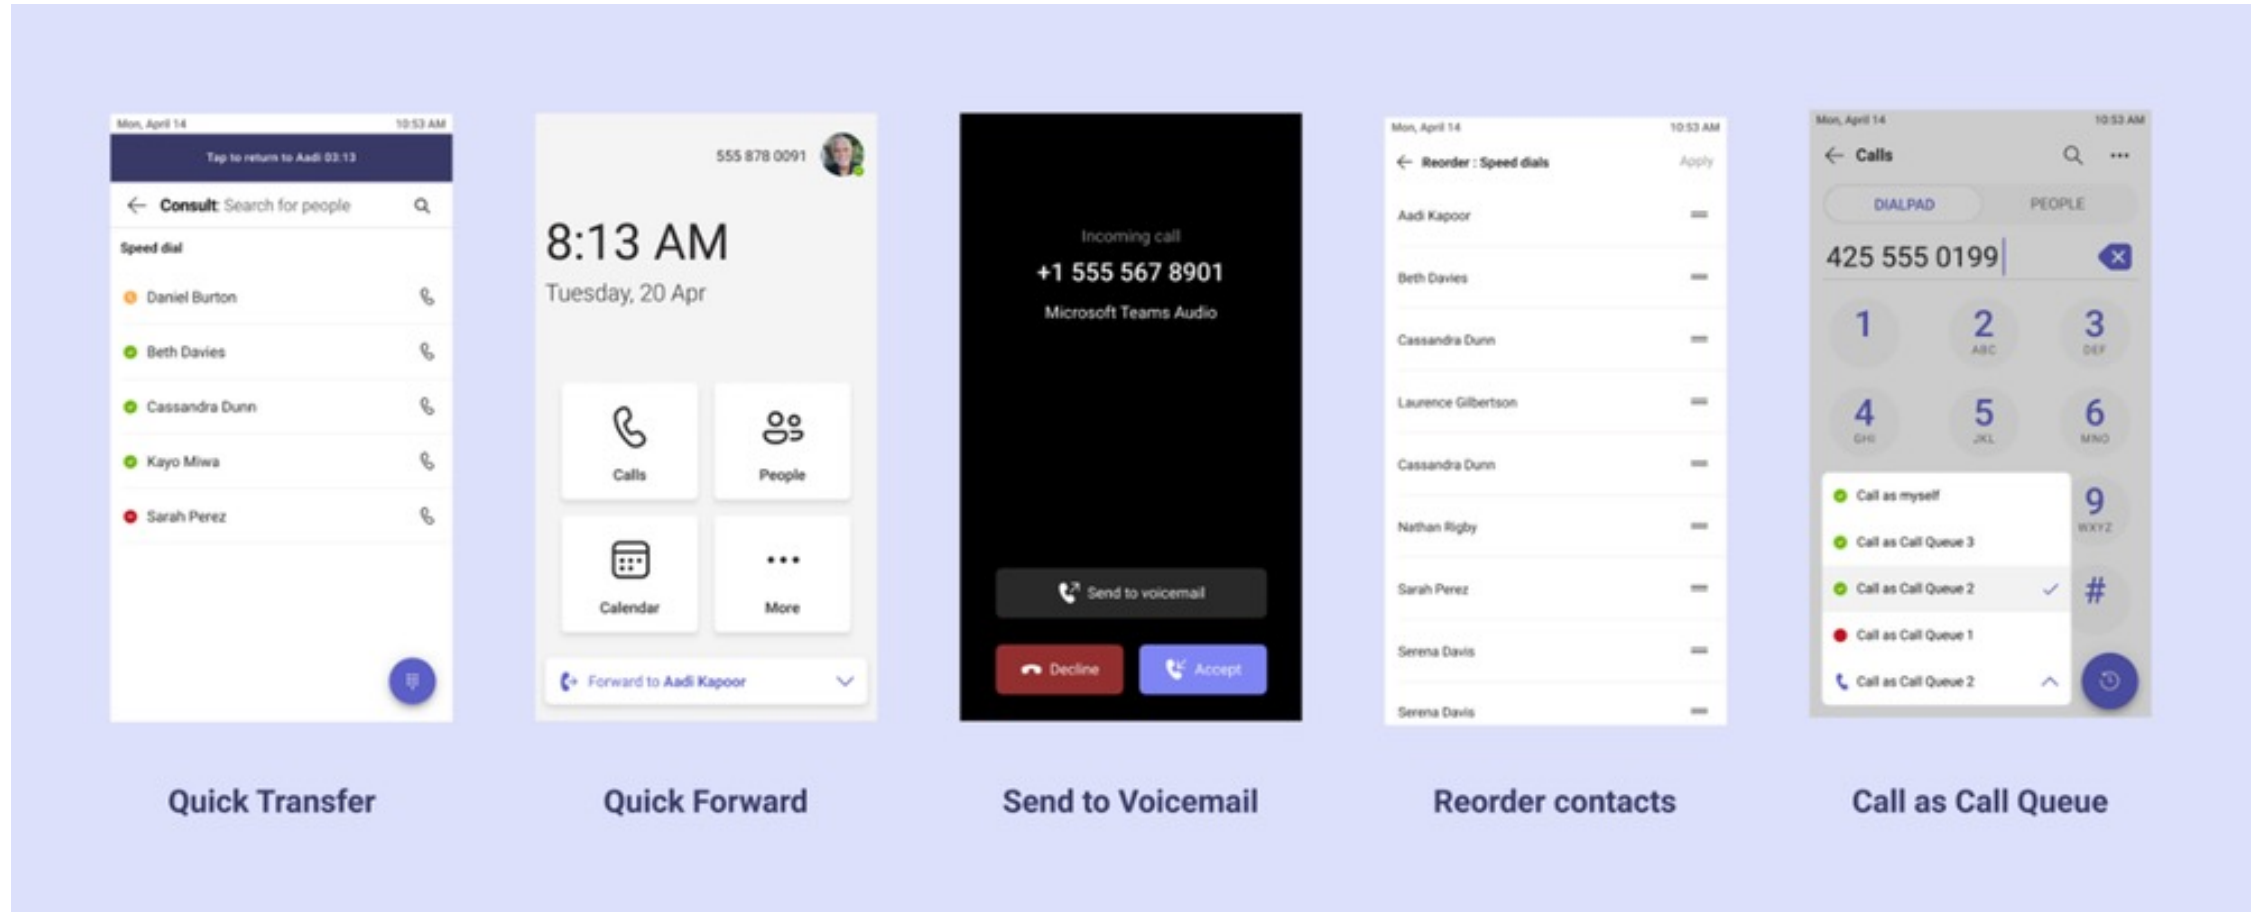 Mon, April 14 10:53 AM
Tap to return to Aadi 03:13
Consult: Search for people
Speed dial
Daniel Burton
Beth Davies
Cassandra Dunn
Kayo Miwa
Sarah Perez
Quick Transfer
555 878 0091
8:13 AM
Tuesday, 20 Apr
Calls People
Calendar More
Forward to Aadi Kapoor
Quick Forward
Incoming call
+1 555 567 8901
Microsoft Teams Audio
Send to voicemail
Decline Accept
Send to Voicemail
Mon, April 14 10:53 AM
Reorder : Speed dials Apply
Aadi Kapoor
Beth Davies
Cassandra Dunn
Laurence Gilbertson
Cassandra Dunn
Nathan Rigby
Sarah Perez
Serena Davis
Serena Davis
Reorder contacts
Mon, April 14 10:53 AM
Calls
DIALPAD PEOPLE
425 555 0199
1 2 3
ABC DEF
4 5 6
GHI JKL MNO
Call as myself
9
WXYZ
Call as Call Queue 3
Call as Call Queue 2
#
Call as Call Queue 1
Call as Call Queue 2
Call as Call Queue